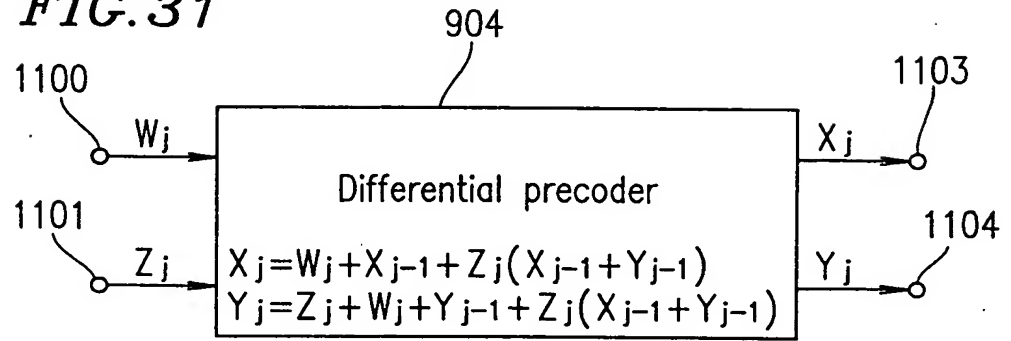 FIG. 31
904
1100
1103
Wj
Xj
Differential precoder
1101
1104
Zj
Yj
Xj=Wj+Xj-1+Zj(Xj-1+Yj-1)
Yj=Zj+Wj+Yj-1+Zj(Xj-1+Yj-1)